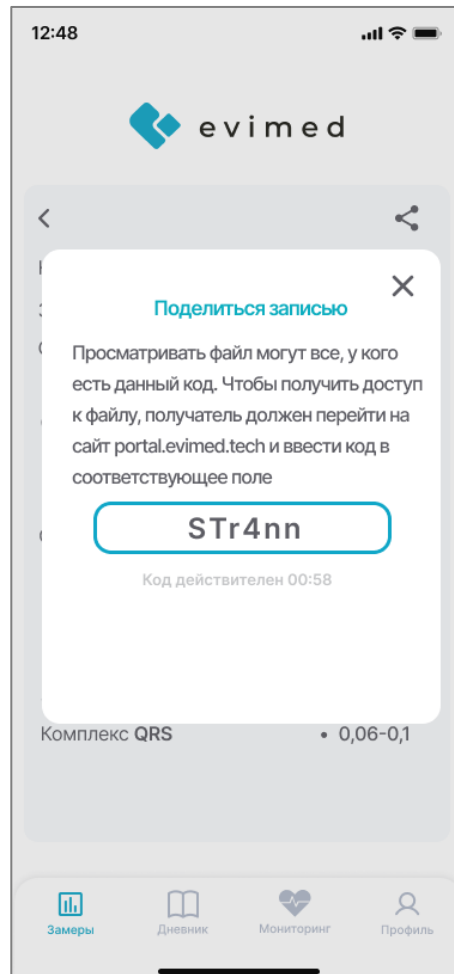 12:48
evimed
Поделиться записью
Просматривать файл могут все, у кого
есть данный код. Чтобы получить доступ
к файлу, получатель должен перейти на
сайт portal.evimed.tech и ввести код в
соответствующее поле
STr4nn
Код действителен 00:58
Комплекс QRS • 0,06-0,1
Замеры Дневник Мониторинг Профиль